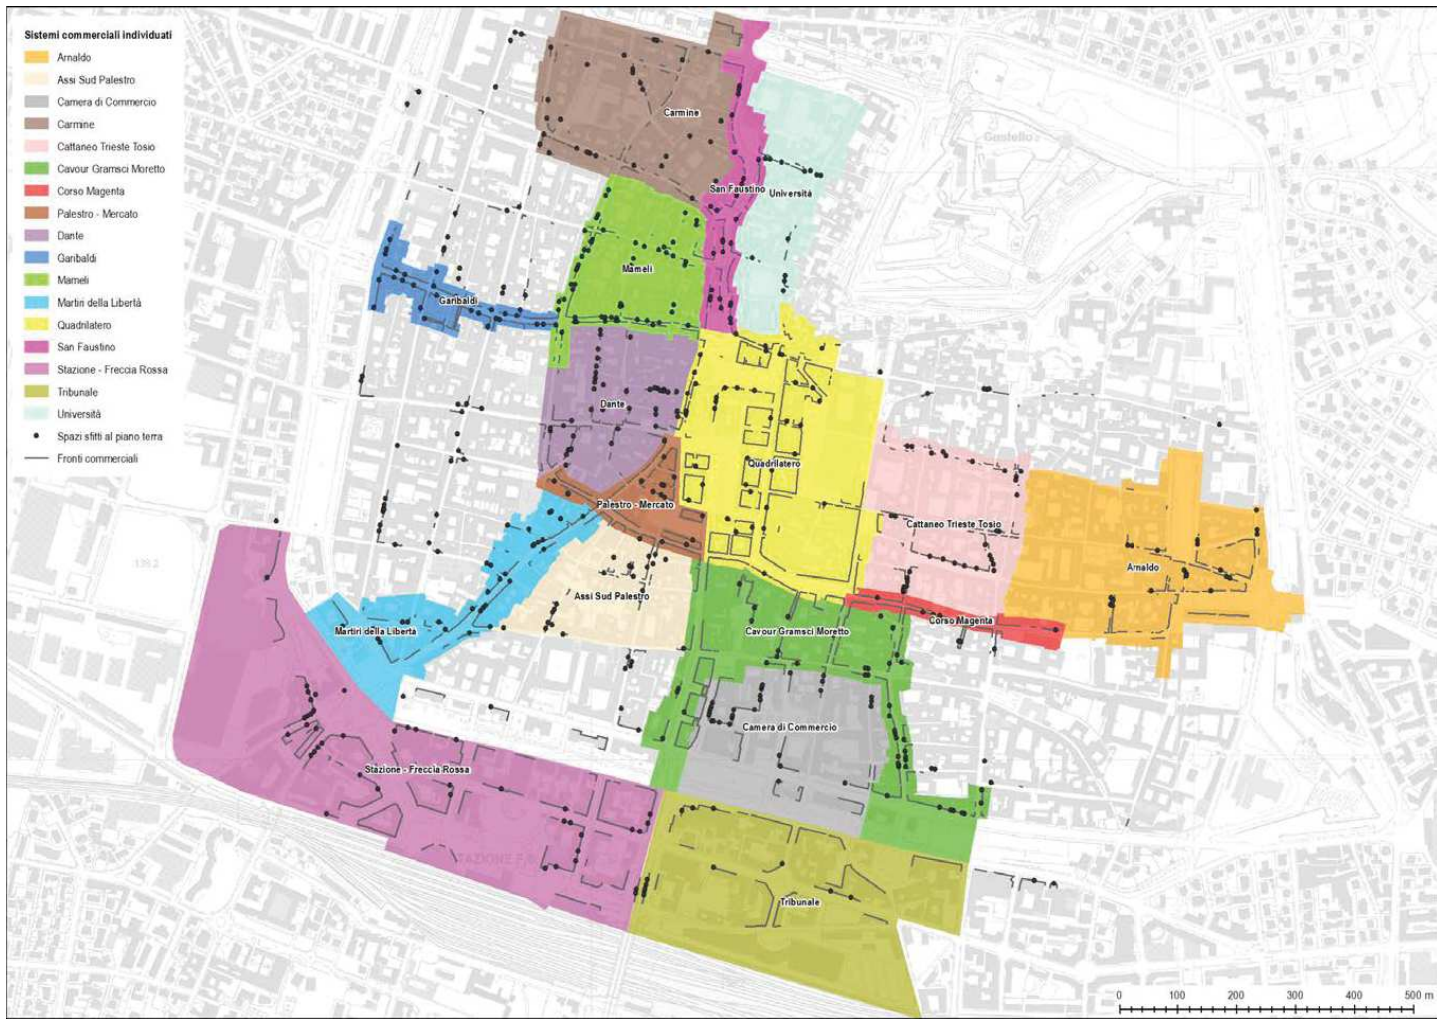 Sistemi commerciali individuati
Arnaldo
Assi Sud Palestro
Camera di Commercio
Carmine
Cattaneo Trieste Tosio
Cavour Gramsci Moretto
Corso Magenta
Palestro - Mercato
Dante
Garibaldi
Mameli
Martiri della Libertà
Quadrilatero
San Faustino
Stazione - Freccia Rossa
Tribunale
Università
Spazi sfitti al piano terra
Fronti commerciali
Carmine
Castello
San Faustino
Università
Mameli
Garibaldi
Dante
Quadrilatero
Palestro - Mercato
Cattaneo Trieste Tosio
Arnaldo
Assi Sud Palestro
Corso Magenta
Martiri della Libertà
Cavour Gramsci Moretto
Camera di Commercio
Stazione - Freccia Rossa
Tribunale
0 100 200 300 400 500 m